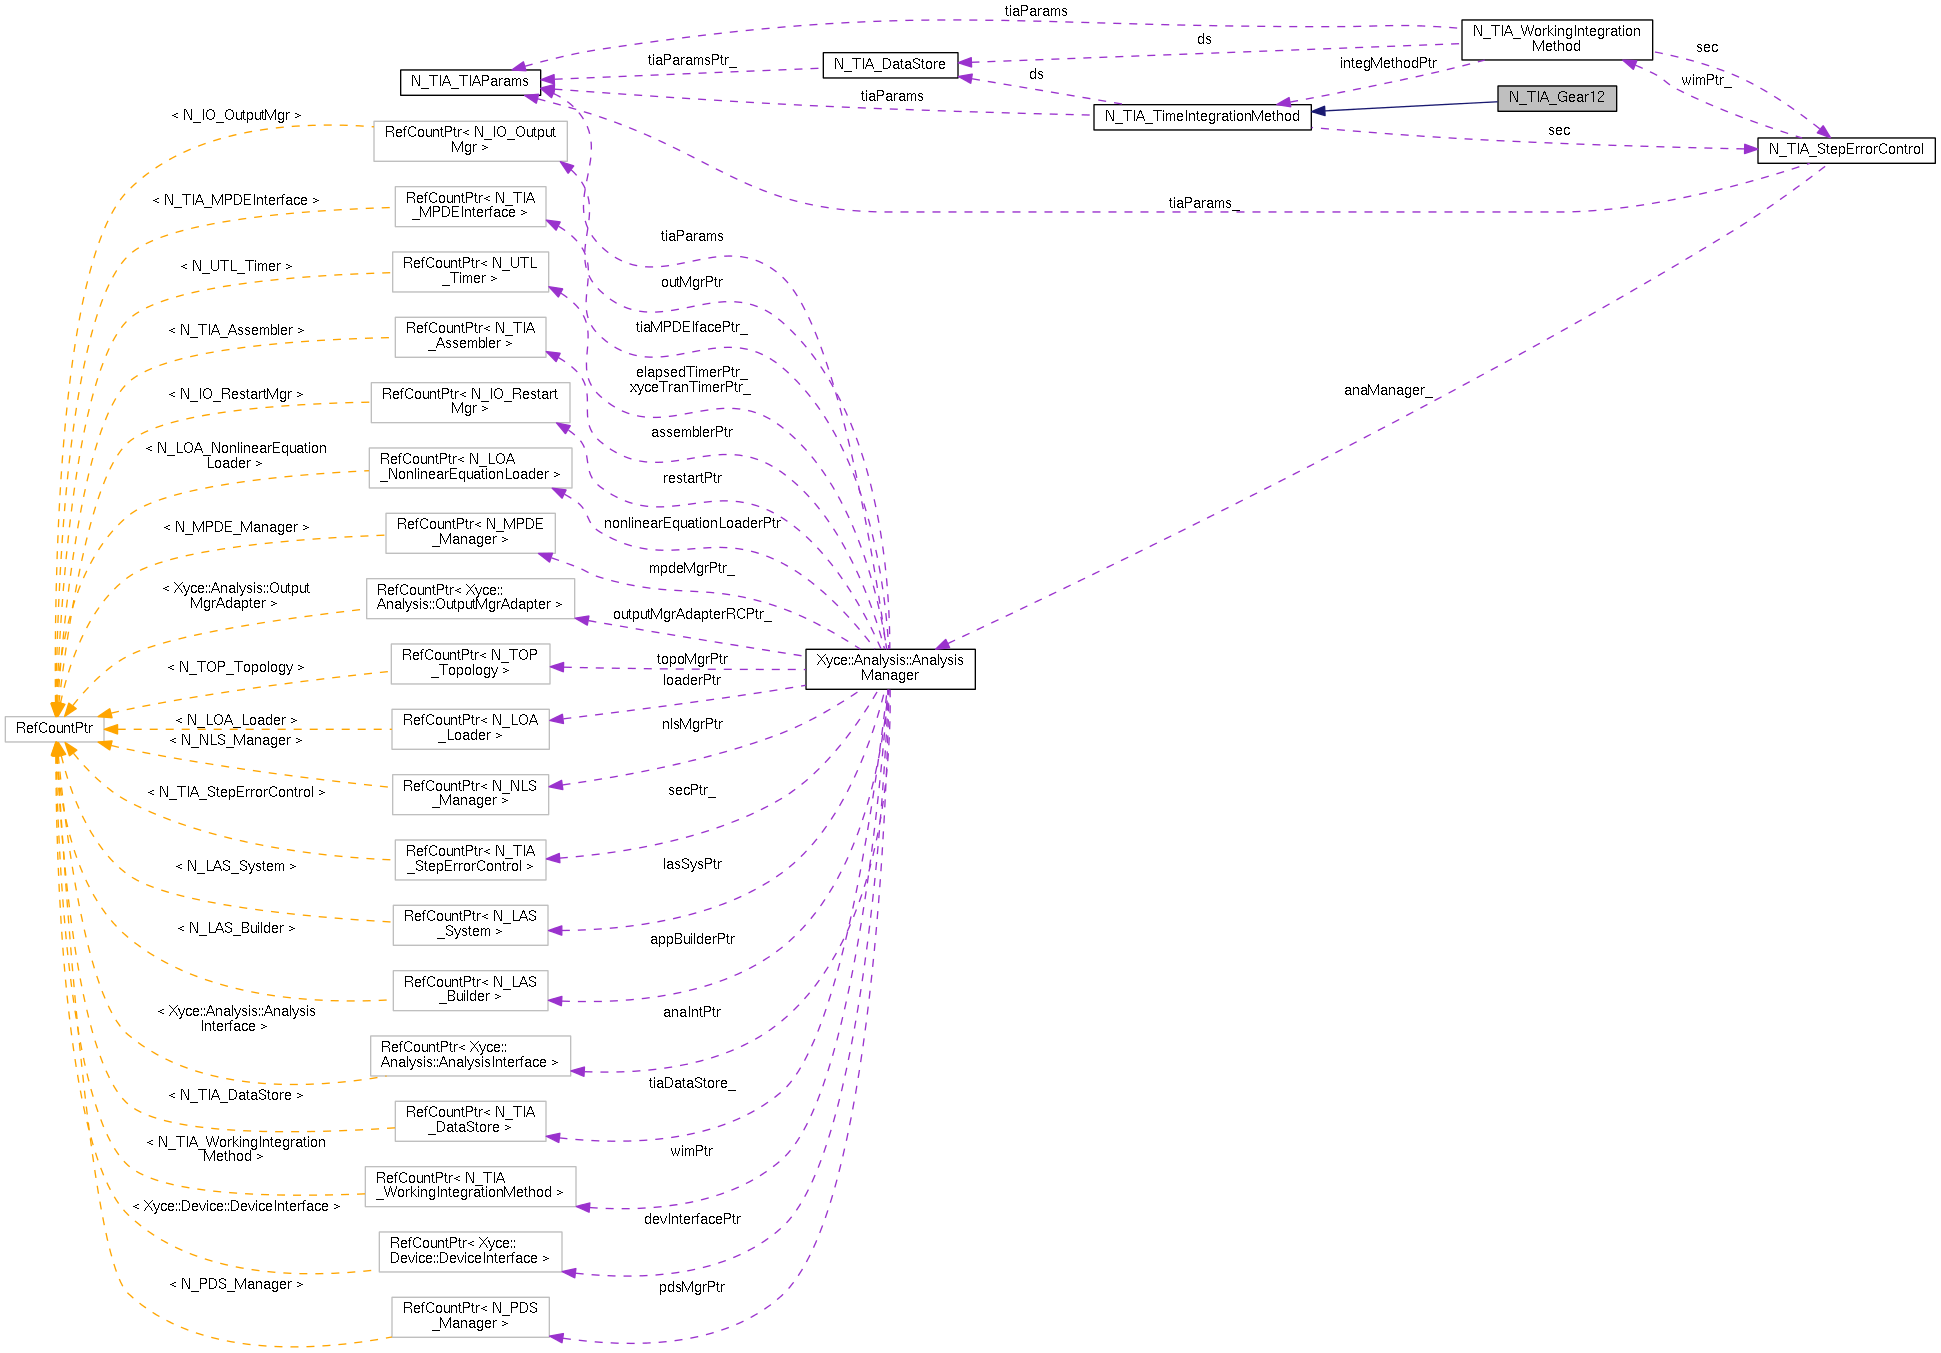 tiaParams
N_TIA_WorkingIntegration
Method
sec
ds
tiaParamsPtr_
N_TIA_DataStore
integMethodPtr
wimPtr_
N_TIA_TIAParams
ds
tiaParams
N_TIA_Gear12
N_TIA_TimeIntegrationMethod
sec
N_TIA_StepErrorControl
tiaParams_
anaManager_
< N_IO_OutputMgr >
RefCountPtr< N_IO_Output
Mgr >
< N_TIA_MPDEInterface >
RefCountPtr< N_TIA
_MPDEInterface >
tiaParams
< N_UTL_Timer >
RefCountPtr< N_UTL
_Timer >
outMgrPtr
< N_TIA_Assembler >
RefCountPtr< N_TIA
_Assembler >
tiaMPDEIfacePtr_
elapsedTimerPtr_
xyceTranTimerPtr_
< N_IO_RestartMgr >
RefCountPtr< N_IO_Restart
Mgr >
assemblerPtr
< N_LOA_NonlinearEquation
Loader >
RefCountPtr< N_LOA
_NonlinearEquationLoader >
restartPtr
< N_MPDE_Manager >
RefCountPtr< N_MPDE
_Manager >
nonlinearEquationLoaderPtr
mpdeMgrPtr_
< Xyce::Analysis::Output
MgrAdapter >
RefCountPtr< Xyce::
Analysis::OutputMgrAdapter >
outputMgrAdapterRCPtr_
< N_TOP_Topology >
RefCountPtr< N_TOP
_Topology >
topoMgrPtr
Xyce::Analysis::Analysis
Manager
loaderPtr
RefCountPtr
< N_LOA_Loader >
RefCountPtr< N_LOA
_Loader >
nlsMgrPtr
< N_NLS_Manager >
RefCountPtr< N_NLS
_Manager >
secPtr_
< N_TIA_StepErrorControl >
RefCountPtr< N_TIA
_StepErrorControl >
lasSysPtr
< N_LAS_System >
RefCountPtr< N_LAS
_System >
appBuilderPtr
< N_LAS_Builder >
RefCountPtr< N_LAS
_Builder >
anaIntPtr
< Xyce::Analysis::Analysis
Interface >
RefCountPtr< Xyce::
Analysis::AnalysisInterface >
tiaDataStore_
< N_TIA_DataStore >
RefCountPtr< N_TIA
_DataStore >
wimPtr
< N_TIA_WorkingIntegration
Method >
RefCountPtr< N_TIA
_WorkingIntegrationMethod >
devInterfacePtr
< Xyce::Device::DeviceInterface >
RefCountPtr< Xyce::
Device::DeviceInterface >
pdsMgrPtr
< N_PDS_Manager >
RefCountPtr< N_PDS
_Manager >